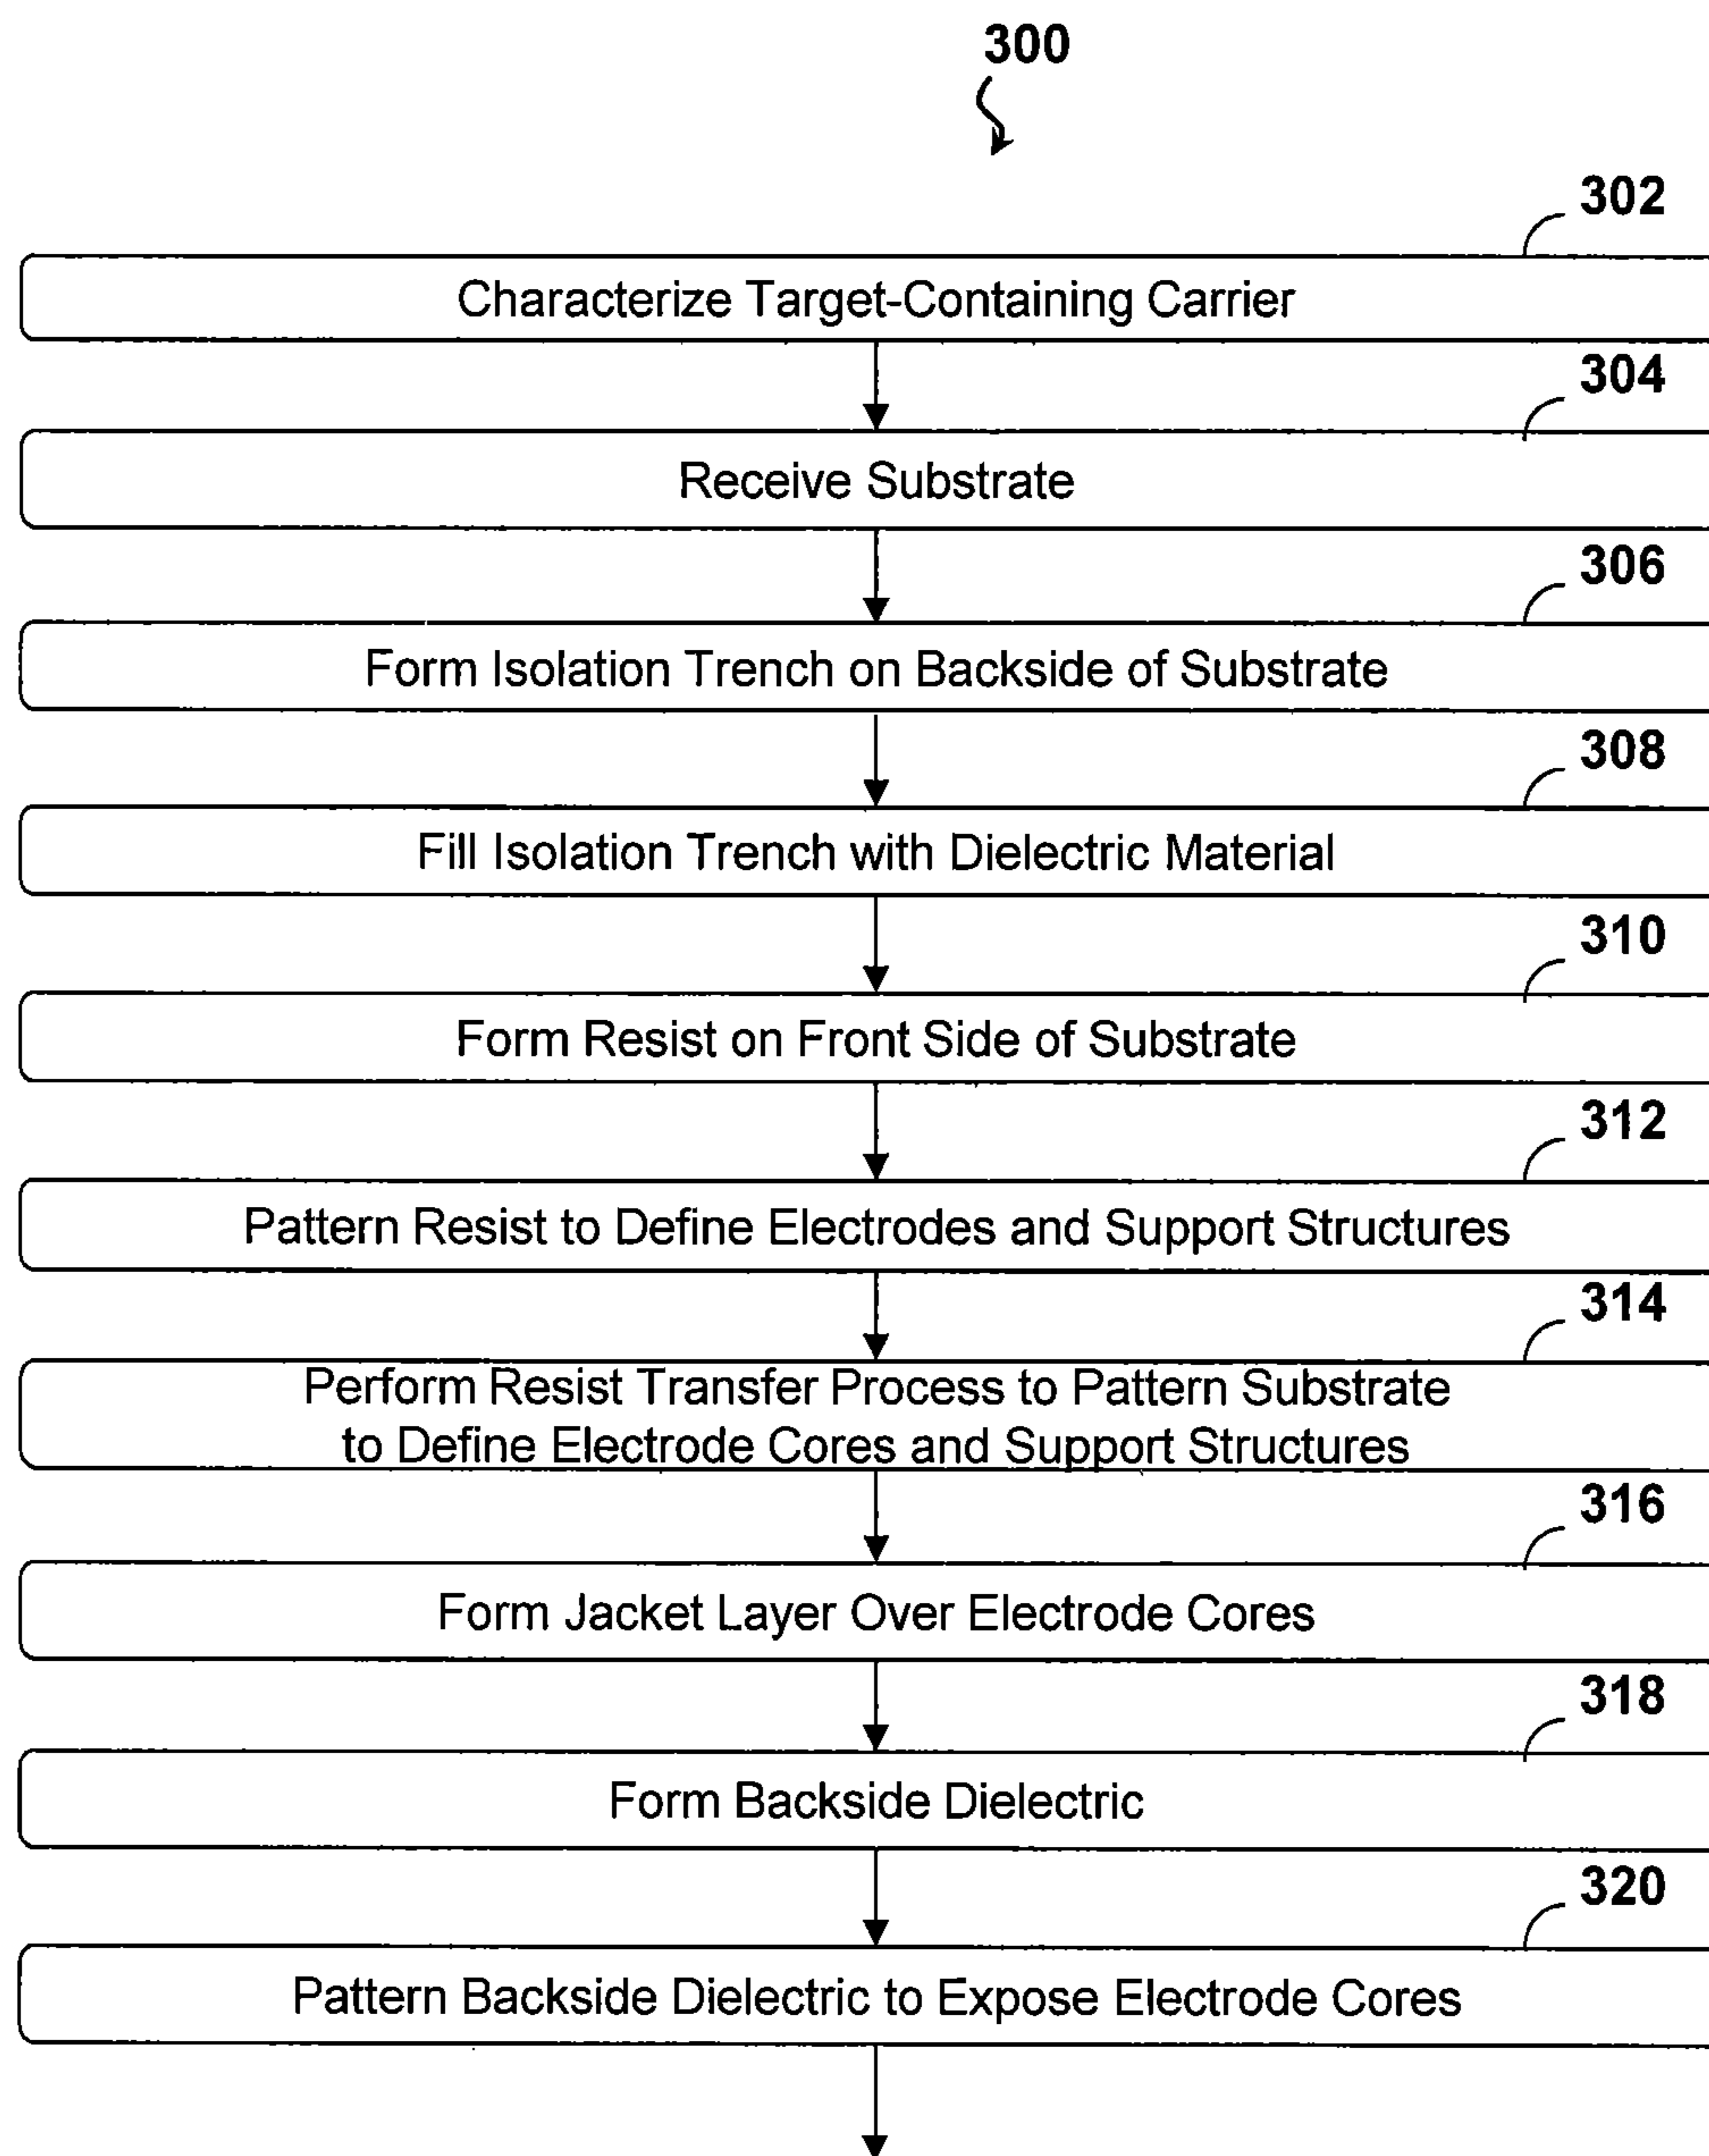 300
302
Characterize Target-Containing Carrier
304
Receive Substrate
306
Form Isolation Trench on Backside of Substrate
308
Fill Isolation Trench with Dielectric Material
310
Form Resist on Front Side of Substrate
312
Pattern Resist to Define Electrodes and Support Structures
314
Perform Resist Transfer Process to Pattern Substrate
to Define Electrode Cores and Support Structures
316
Form Jacket Layer Over Electrode Cores
318
Form Backside Dielectric
320
Pattern Backside Dielectric to Expose Electrode Cores